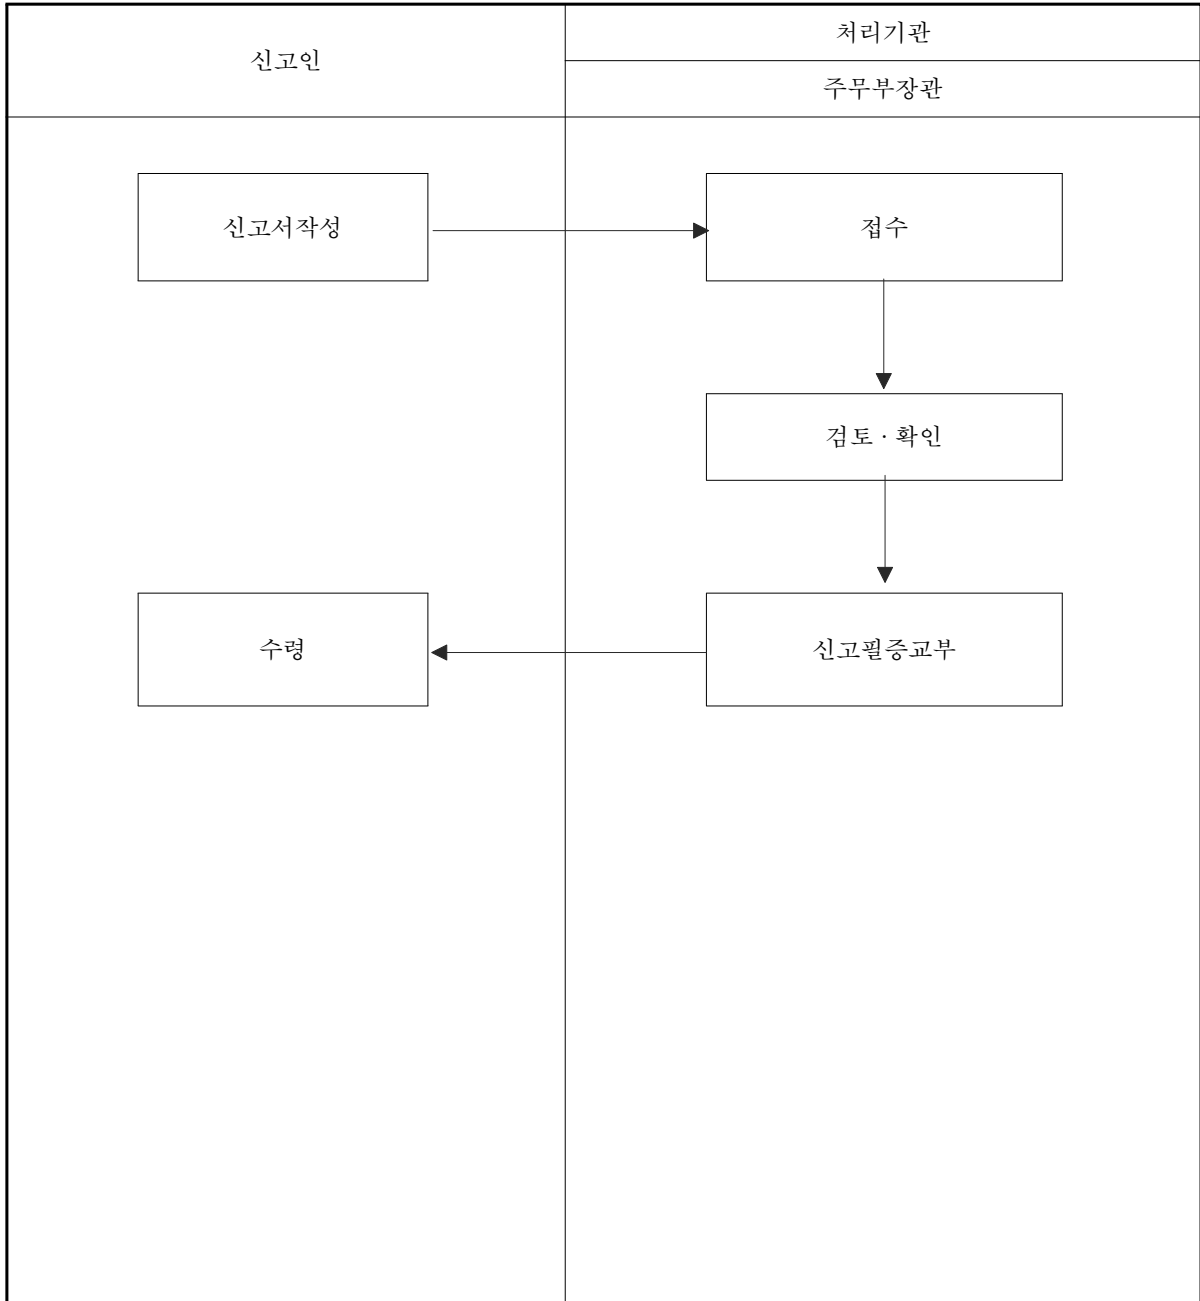 신고인
처리기관
주무부장관
신고서작성
접수
검토·확인
수령
신고필증교부